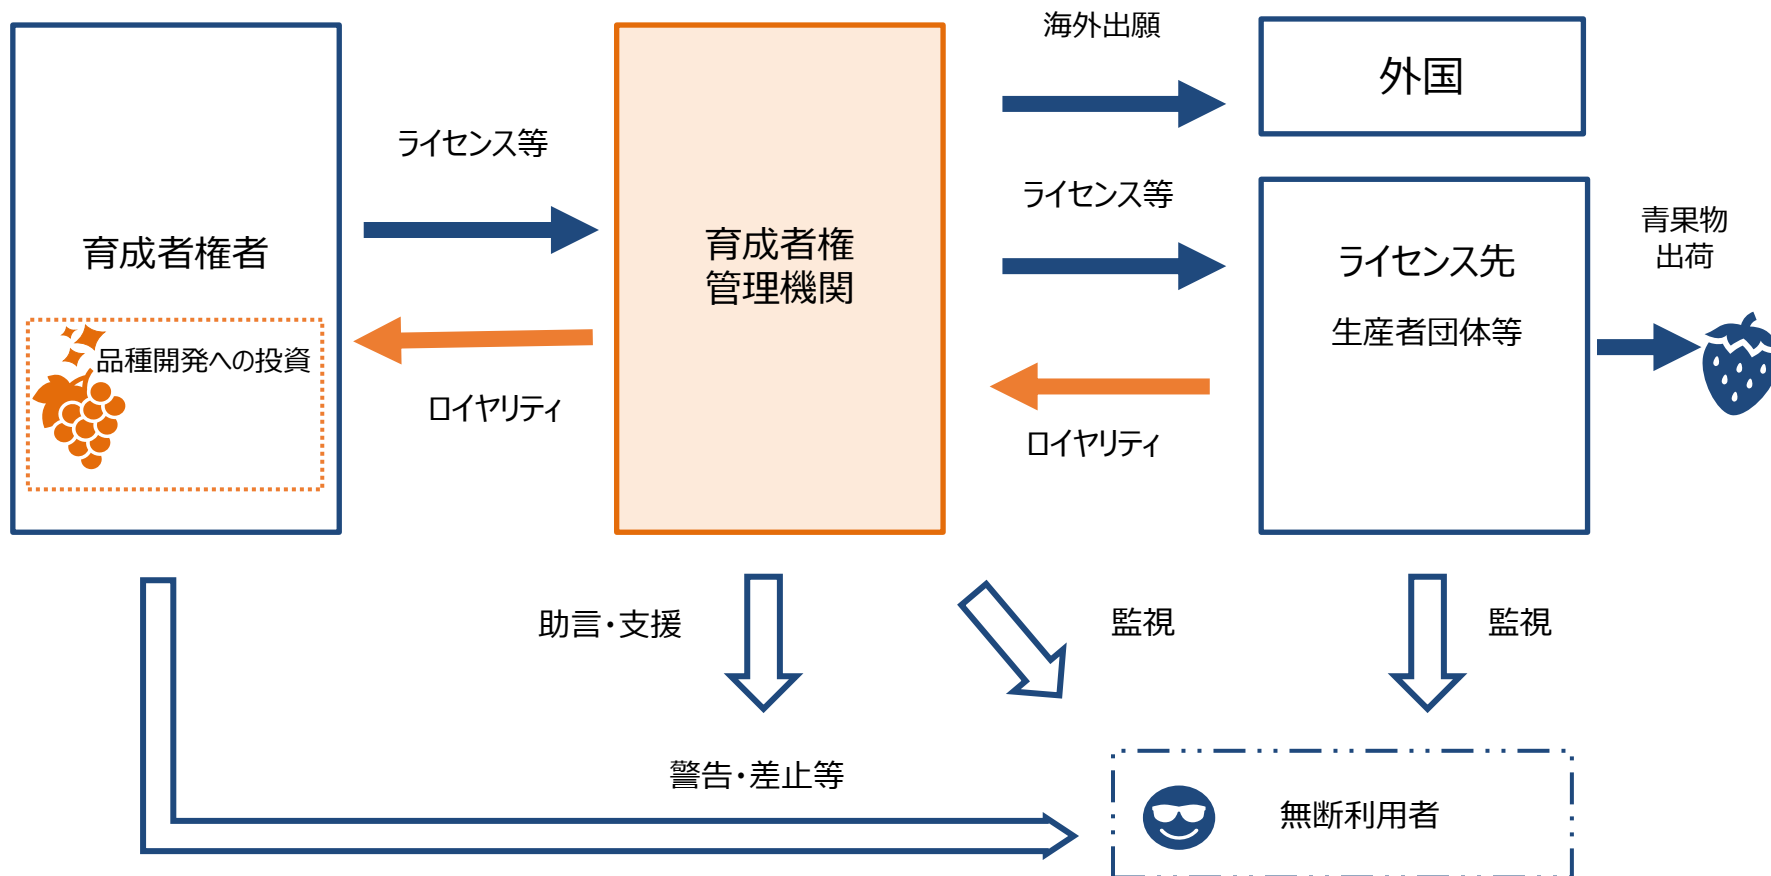 海外出願
外国
ライセンス等
ライセンス等
育成者権者
育成者権
管理機関
ライセンス先
生産者団体等
青果物
出荷
品種開発への投資
ロイヤリティ
ロイヤリティ
助言・支援
監視
監視
警告・差止等
無断利用者